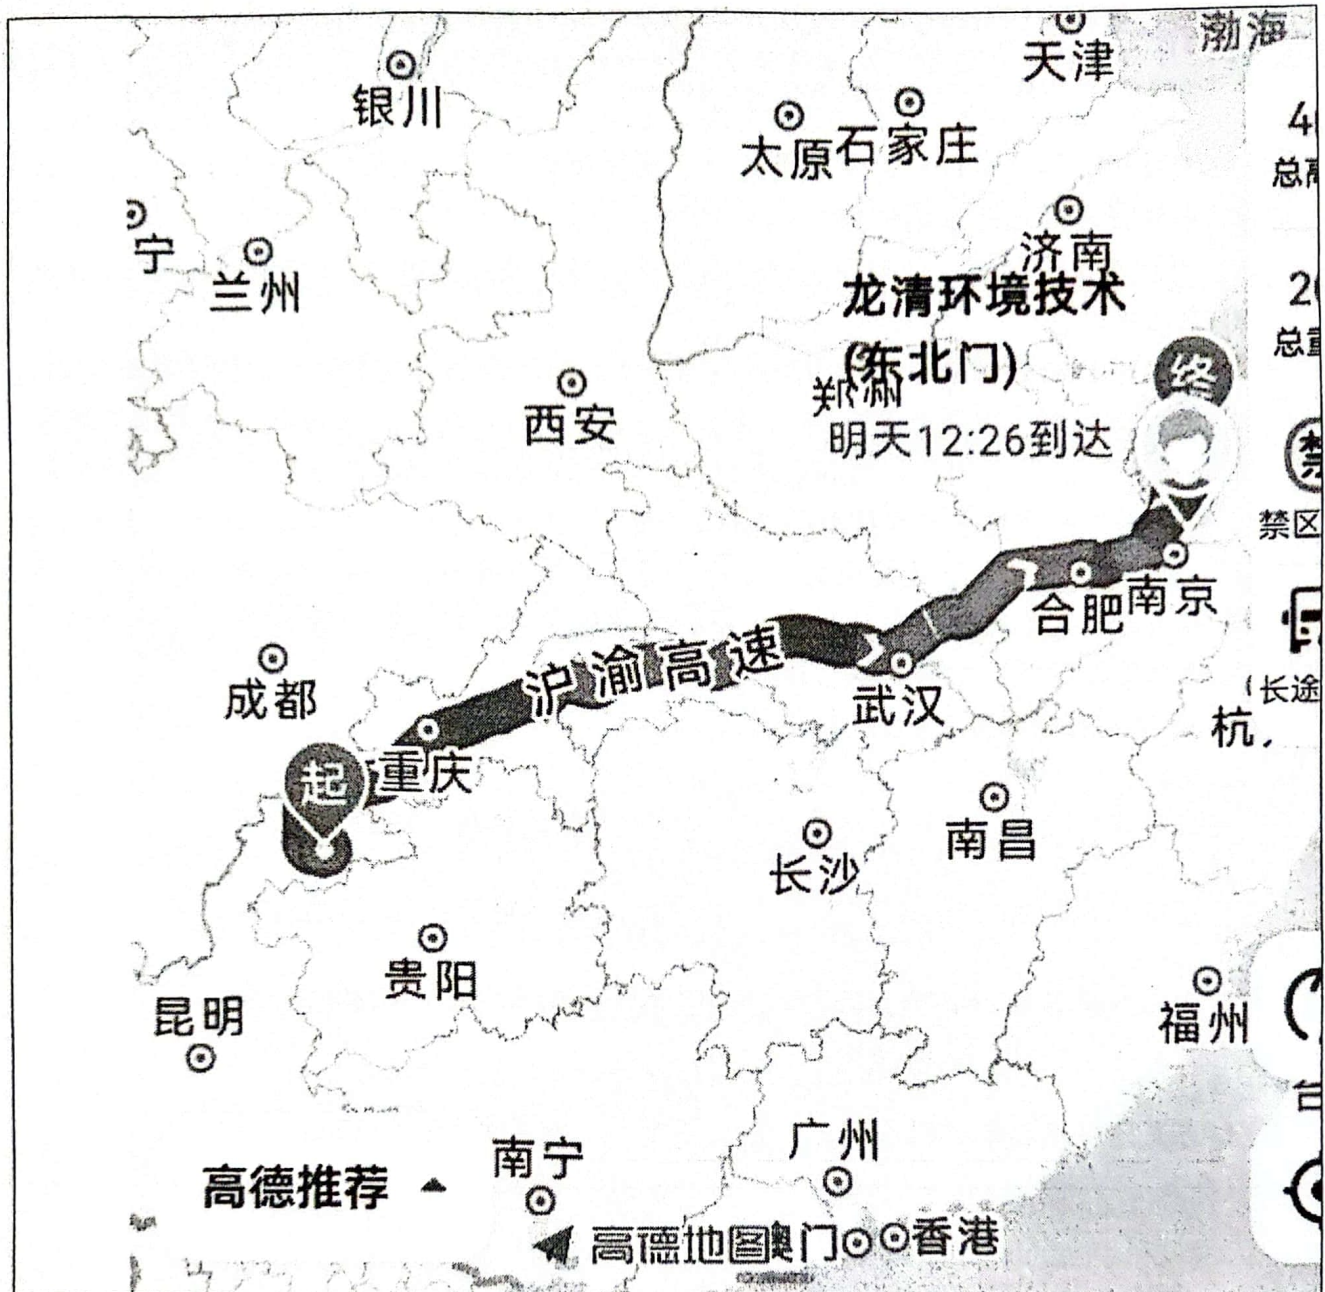 渤海
天津
银川
太原
石家庄
4
总
宁
兰州
济南
龙清环境技术
(东北门)
郑州
明天12:26到达
终
2
总
西安
禁
禁区
合肥
南京
沪渝高速
成都
武汉
长途
杭
起
重庆
南昌
长沙
贵阳
昆明
福州
台
广州
南宁
高德推荐
高德地图
澳门
香港